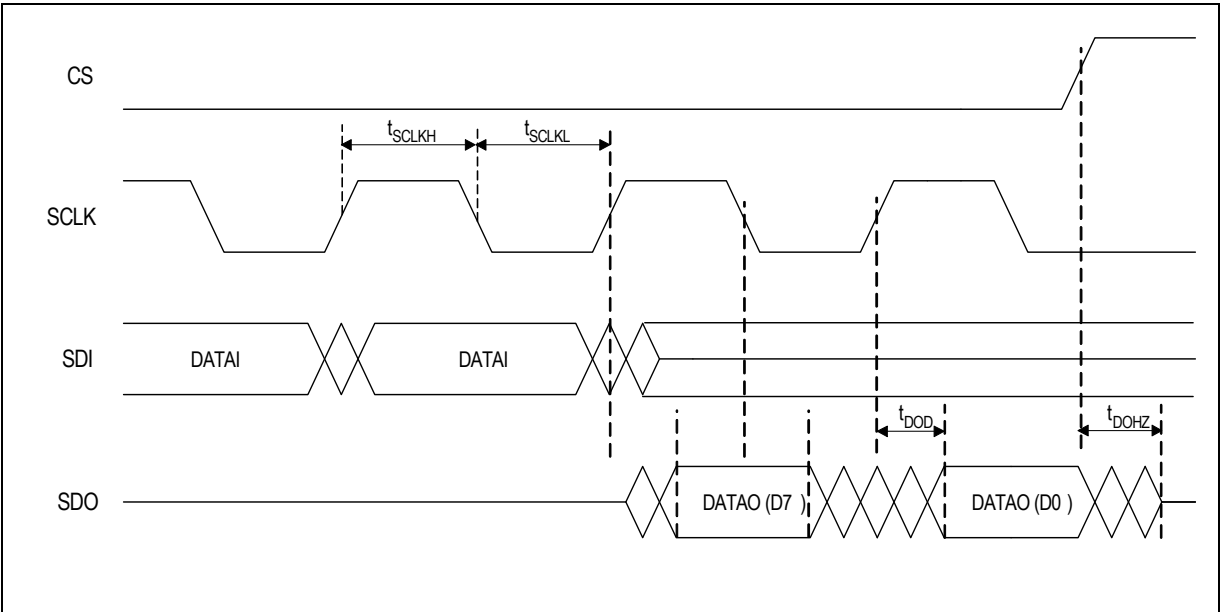 CS
tSCLKH
tSCLKL
SCLK
SDI
DATAI
DATAI
tDOD
tDOHZ
SDO
DATAO (D7 )
DATAO (D0 )